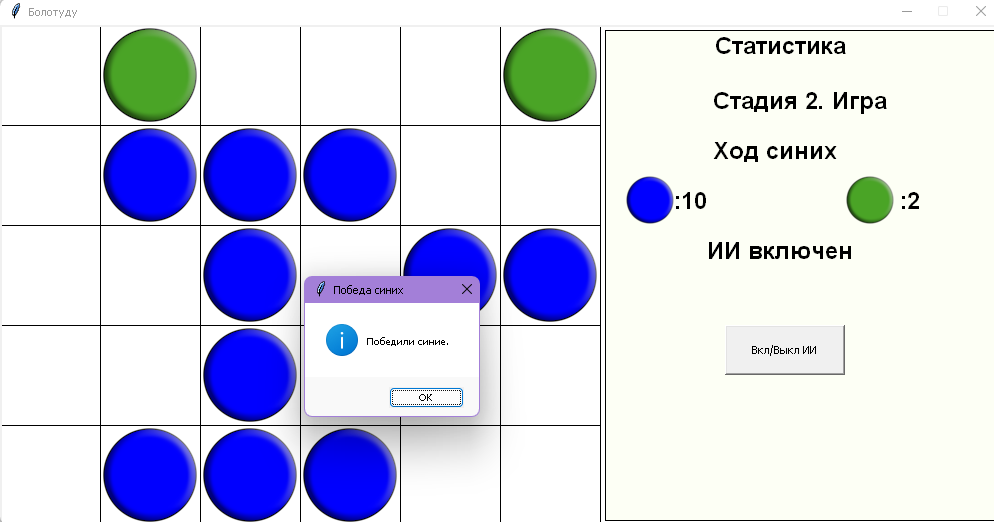 Болотуду
Статистика
Стадия 2. Игра
Ход синих
:10
:2
ИИ включен
Вкл/Выкл ИИ
Победа синих
Победили синие.
OK